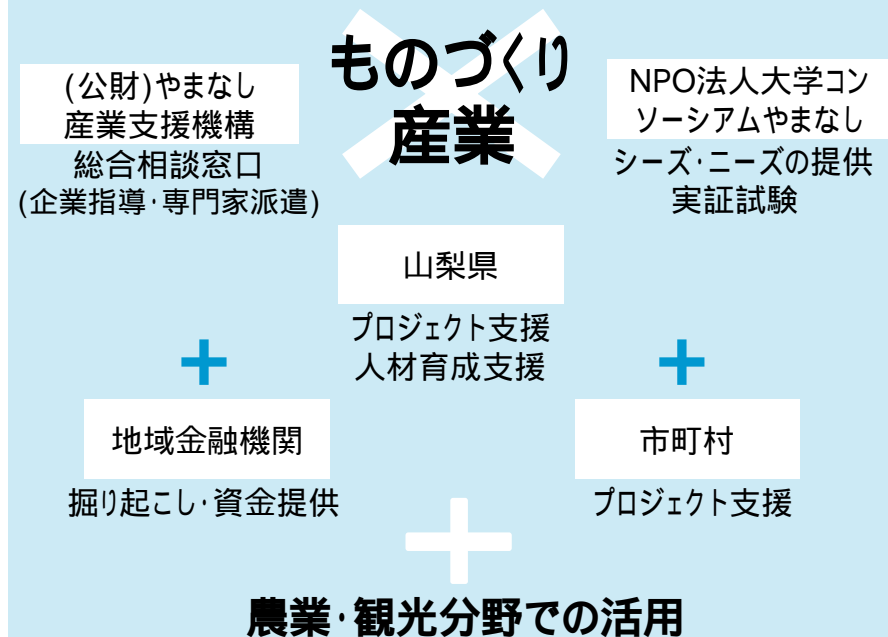 ものづくり
産業
(公財)やまなし
産業支援機構
総合相談窓口
(企業指導･専門家派遣)
NPO法人大学コン
ソーシアムやまなし
シーズ･ニーズの提供
実証試験
山梨県
プロジェクト支援
人材育成支援
+
+
地域金融機関
掘り起こし･資金提供
市町村
プロジェクト支援
+
農業･観光分野での活用